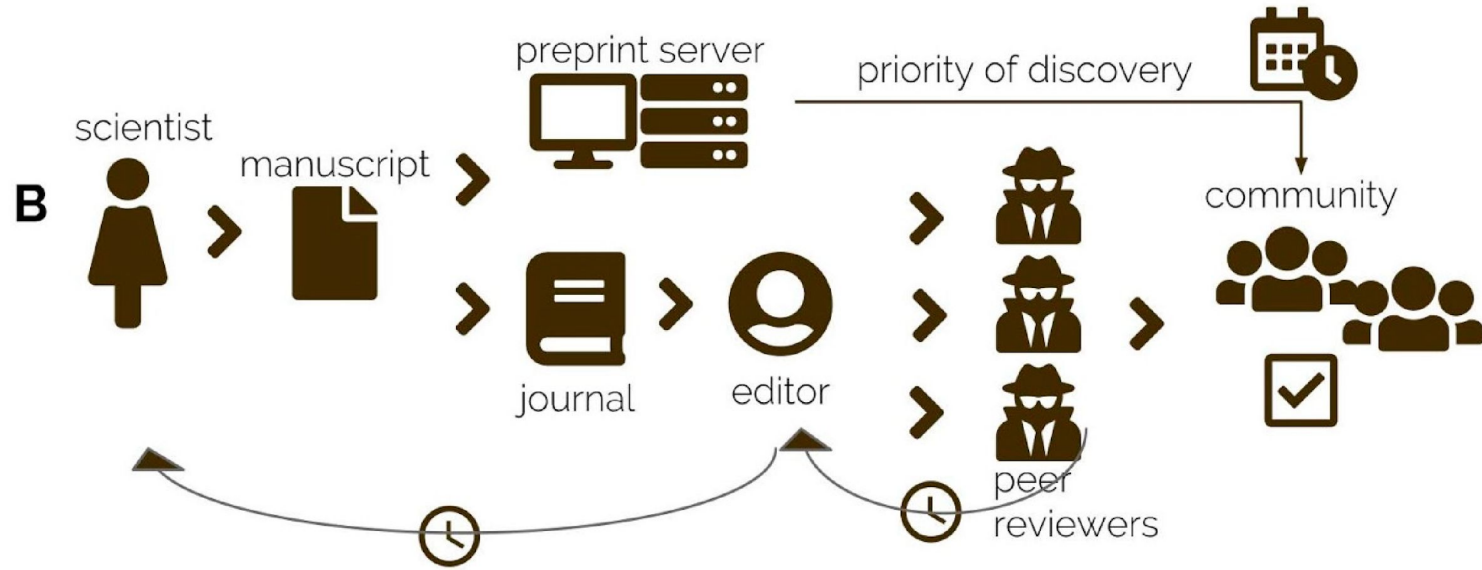 preprint server
priority of discovery
scientist
manuscript
B
community
journal
editor
peer
reviewers